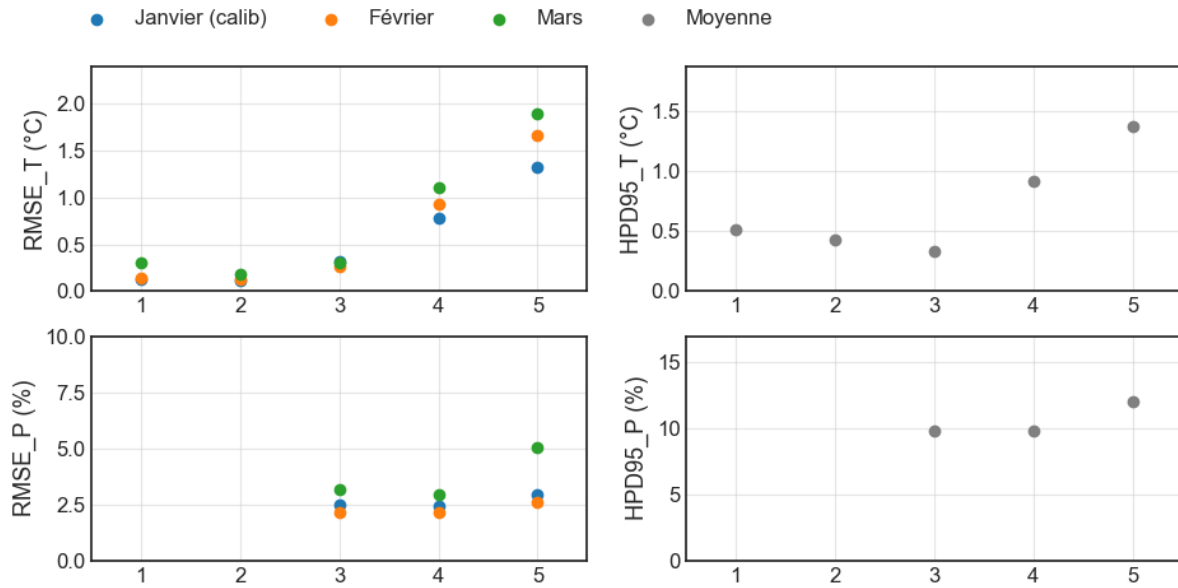 Janvier (calib) Février Mars Moyenne
RMSE_T (°C)
2.0
1.5
1.0
0.5
0.0
1 2 3 4 5
HPD95_T (°C)
1.5
1.0
0.5
0.0
1 2 3 4 5
RMSE_P (%)
10.0
7.5
5.0
2.5
0.0
1 2 3 4 5
HPD95_P (%)
15
10
5
0
1 2 3 4 5